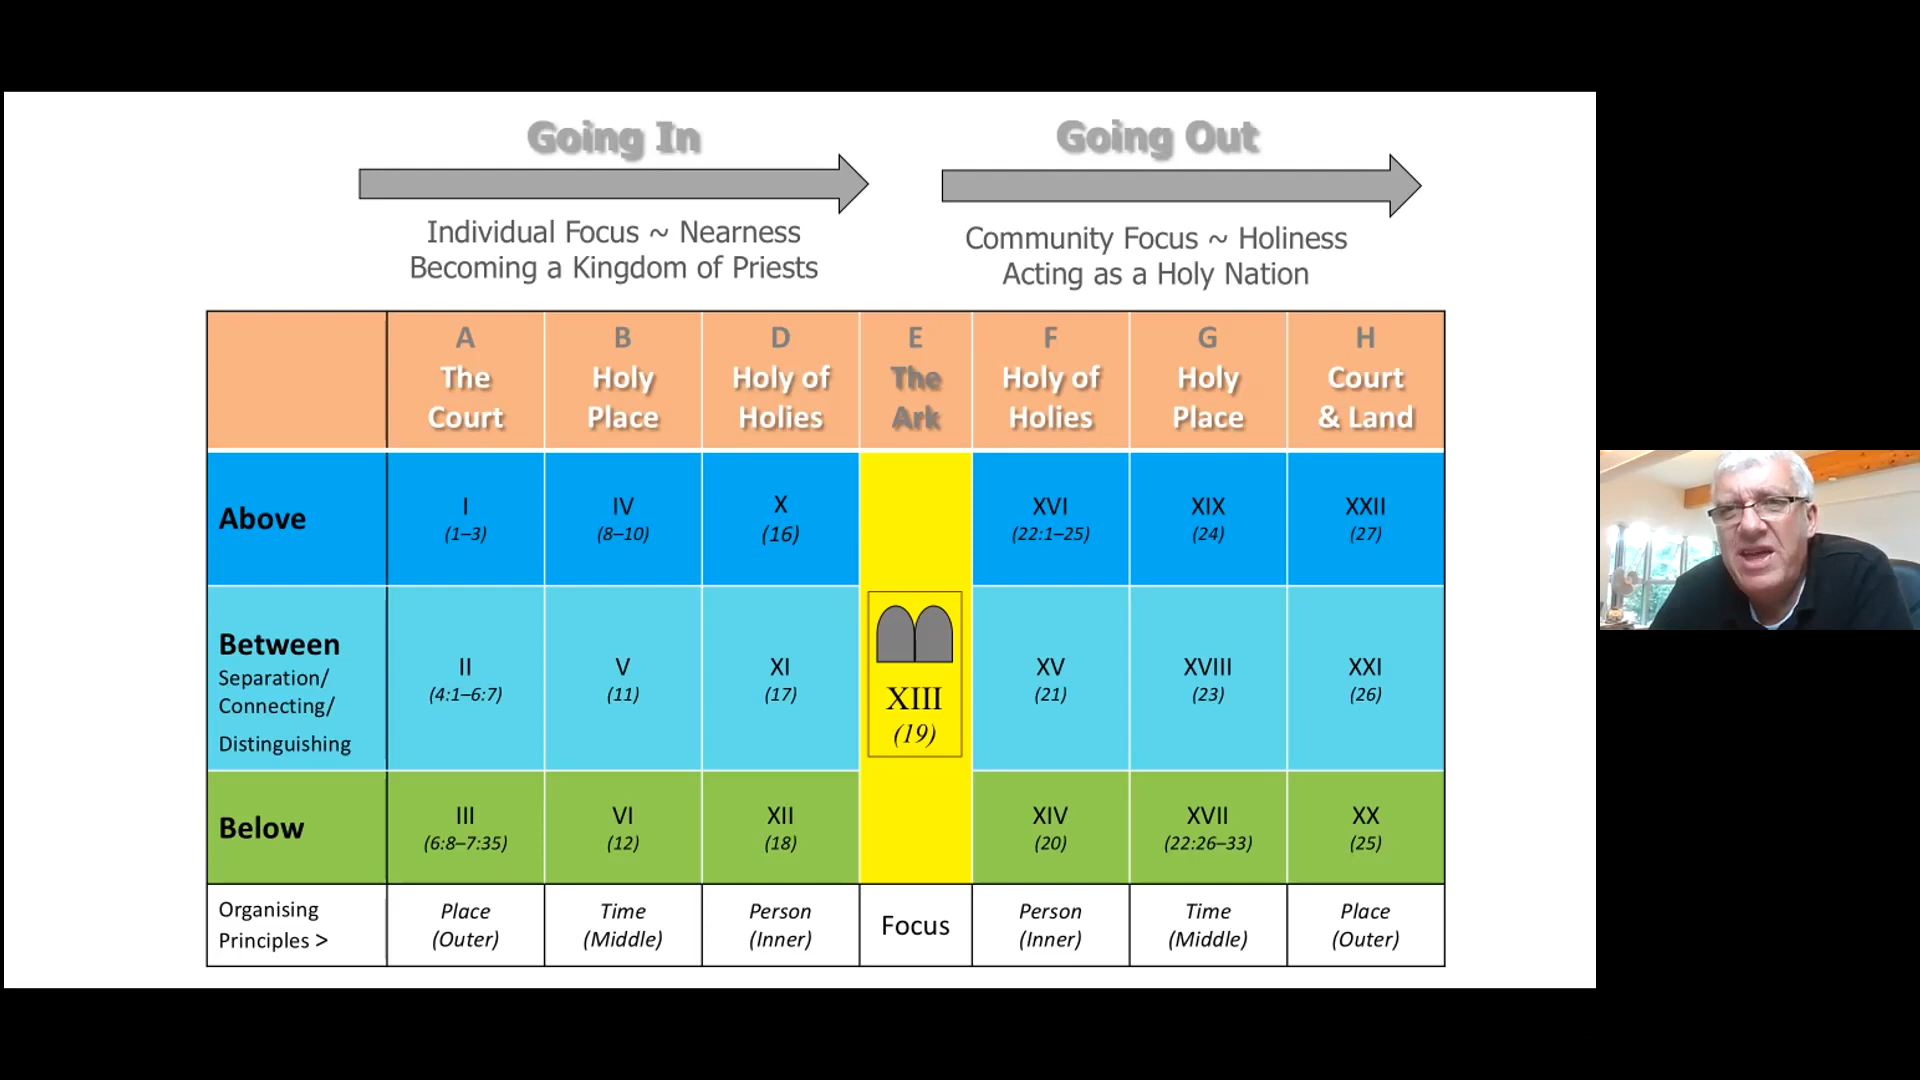 Going In
Going Out
Individual Focus ~ Nearness
Becoming a Kingdom of Priests
Community Focus ~ Holiness
Acting as a Holy Nation
A B D E F G H
The Court
Holy Place
Holy of Holies
The Ark
Holy of Holies
Holy Place
Court & Land
Above
I
(1–3)
IV
(8–10)
X
(16)
XVI
(22:1–25)
XIX
(24)
XXII
(27)
Between
Separation/
Connecting/
Distinguishing
II
(4:1–6:7)
V
(11)
XI
(17)
XIII
(19)
XV
(21)
XVIII
(23)
XXI
(26)
Below
III
(6:8–7:35)
VI
(12)
XII
(18)
XIV
(20)
XVII
(22:26–33)
XX
(25)
Organising
Principles >
Place
(Outer)
Time
(Middle)
Person
(Inner)
Focus
Person
(Inner)
Time
(Middle)
Place
(Outer)